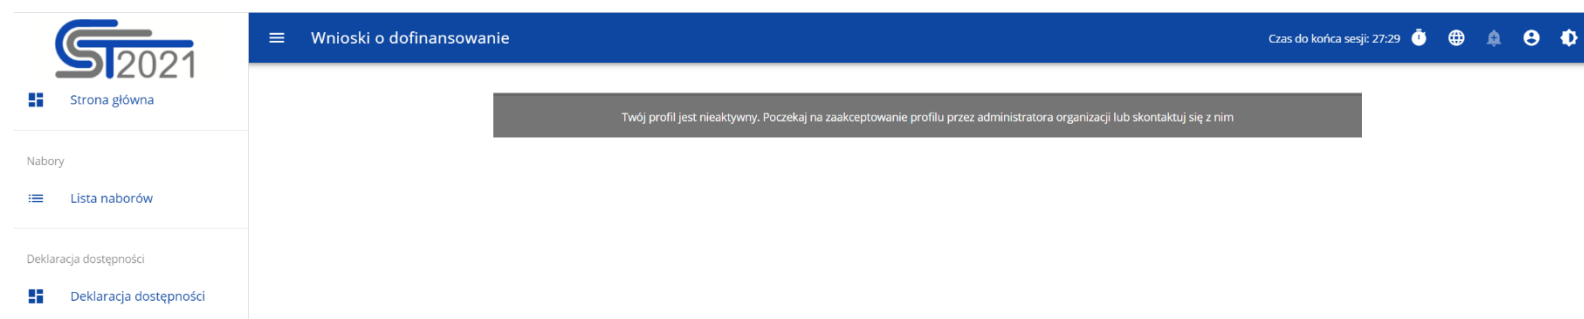 CST2021
Wnioski o dofinansowanie
Czas do końca sesji: 27:29
Strona główna
Twój profil jest nieaktywny. Poczekaj na zaakceptowanie profilu przez administratora organizacji lub skontaktuj się z nim
Nabory
Lista naborów
Deklaracja dostępności
Deklaracja dostępności